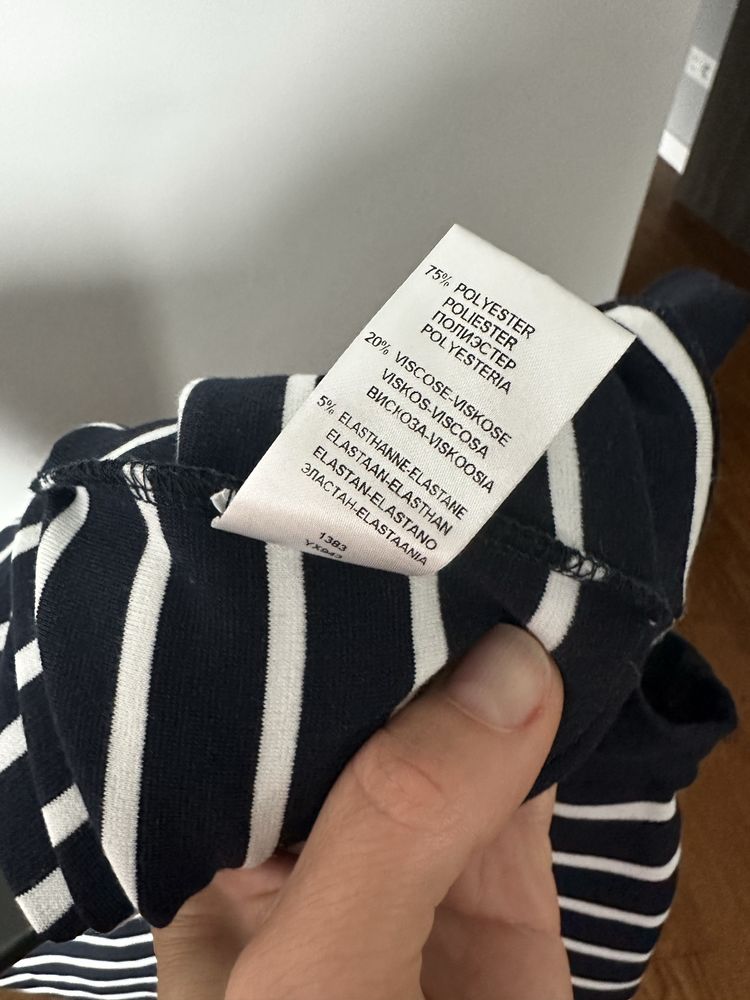 75% POLYESTER
POLIESTER
ПОЛИЭСТЕР
POLYESTERIA
20% VISCOSE-VISKOSE
VISKOS-VISCOSA
ВИСКОЗА-VISKOOSIA
5% ELASTHANNE-ELASTANE
ELASTAAN-ELASTHAN
ELASTAN-ELASTANO
ЭЛАСТАН-ELASTAANIA
1383